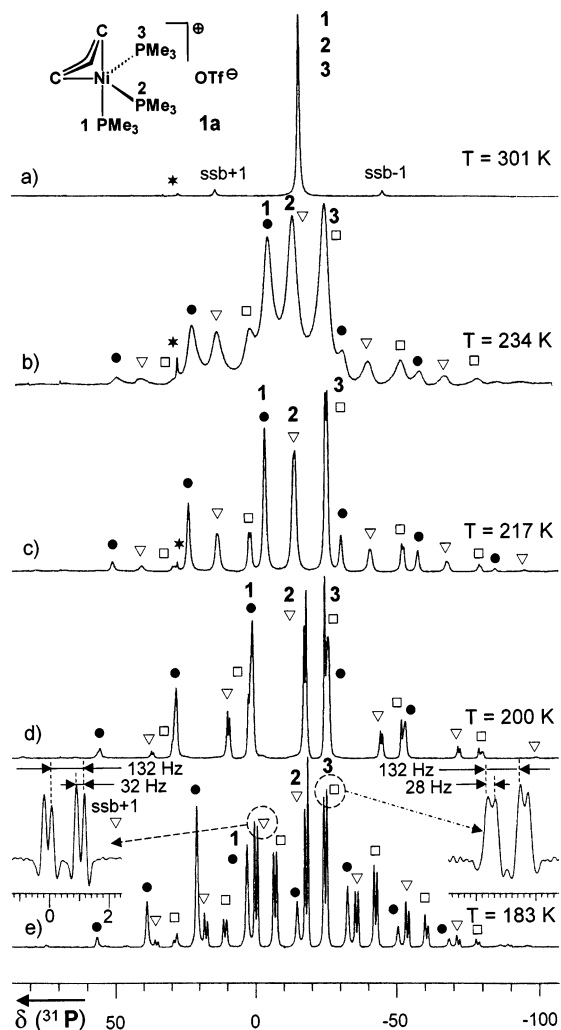 C
3
PMe3
⊕
C
Ni
OTf⊖
2
PMe3
1 PMe3
1a
1
2
3
a)
★
ssb+1
ssb-1
T = 301 K
1 2 ▽ 3
● □
● ▽ □ ★ ● ▽ □ ● ▽ □ ● ▽ □
b)
T = 234 K
1 2 3
● ▽ □
● ▽ □ ★ ● ▽ □ ● ▽ □ ● ▽ □ ● ▽
c)
T = 217 K
1 2 3
● ▽ □
● ▽ □ ● ▽ □ ● ▽ □ ● ▽ □ ▽
d)
T = 200 K
132 Hz
32 Hz
ssb+1
▽
0 2
132 Hz
28 Hz
1 2 3
e)
T = 183 K
δ (31P)
50 0 -50 -100